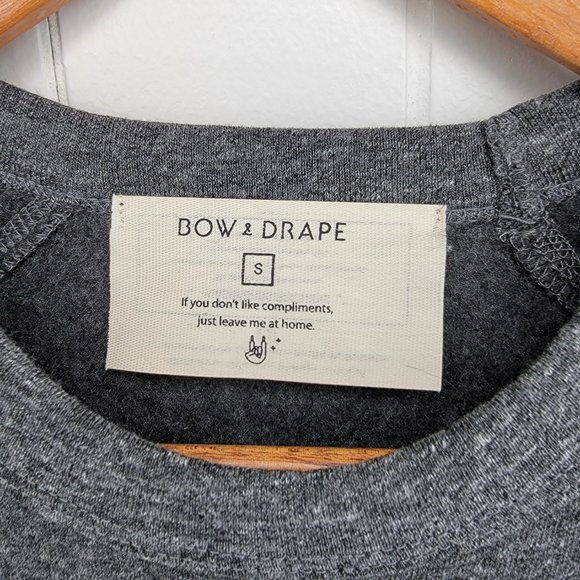 BOW & DRAPE
S
If you don't like compliments,
just leave me at home.